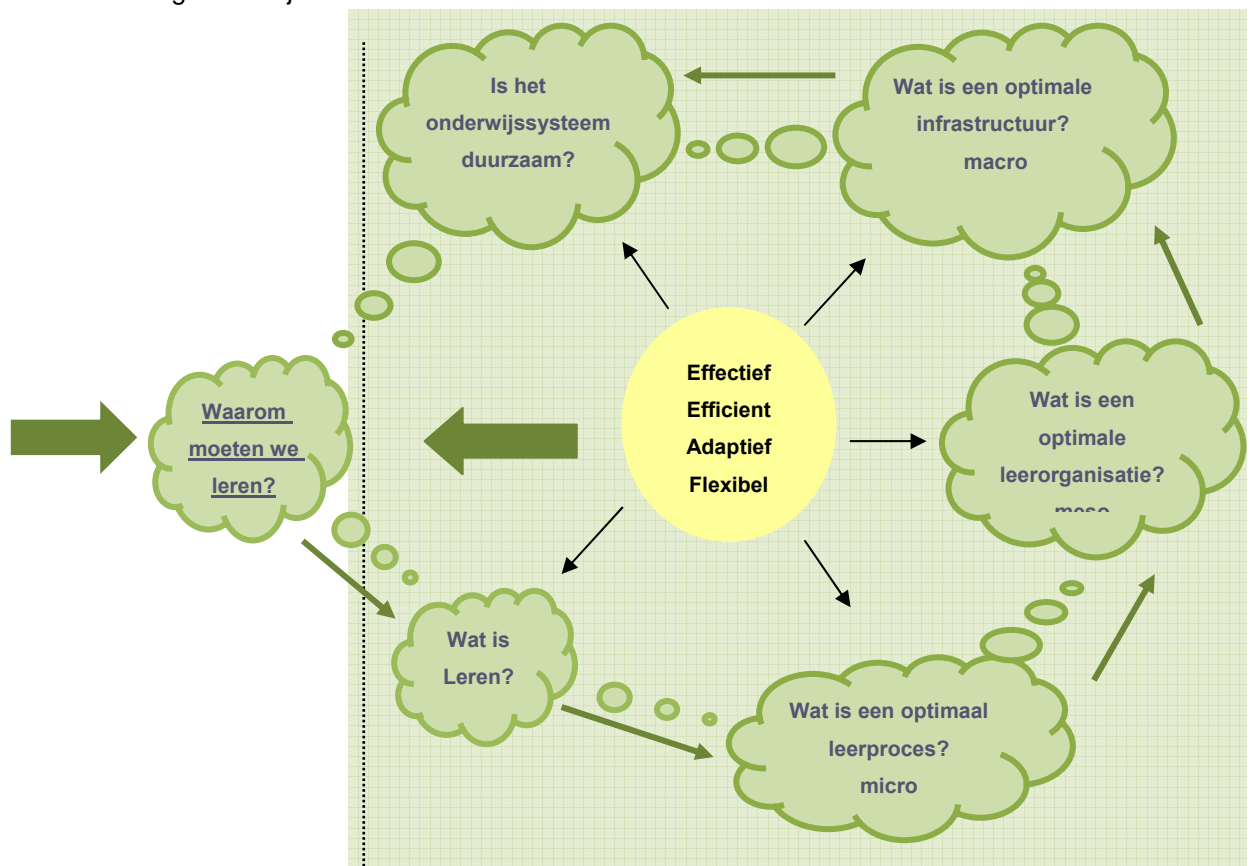 Is het
onderwijssysteem
duurzaam?
Wat is een optimale
infrastructuur?
macro
Effectief
Efficient
Adaptief
Flexibel
Waarom
moeten we
leren?
Wat is een
optimale
leerorganisatie?
meso
Wat is
Leren?
Wat is een optimaal
leerproces?
micro